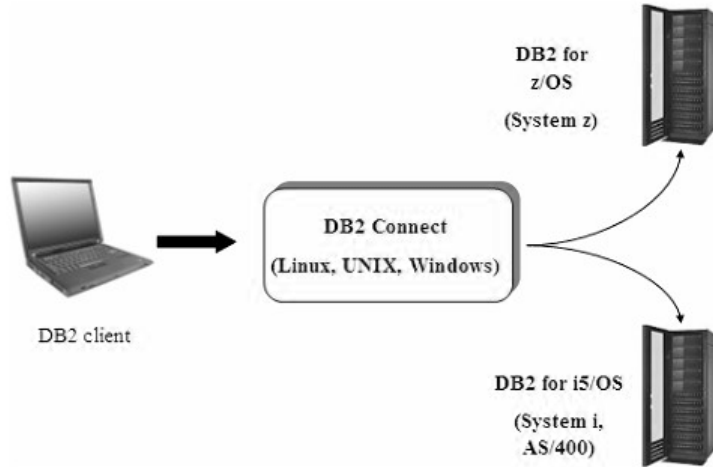 DB2 for
z/OS
(System z)
DB2 Connect
(Linux, UNIX, Windows)
DB2 client
DB2 for i5/OS
(System i,
AS/400)